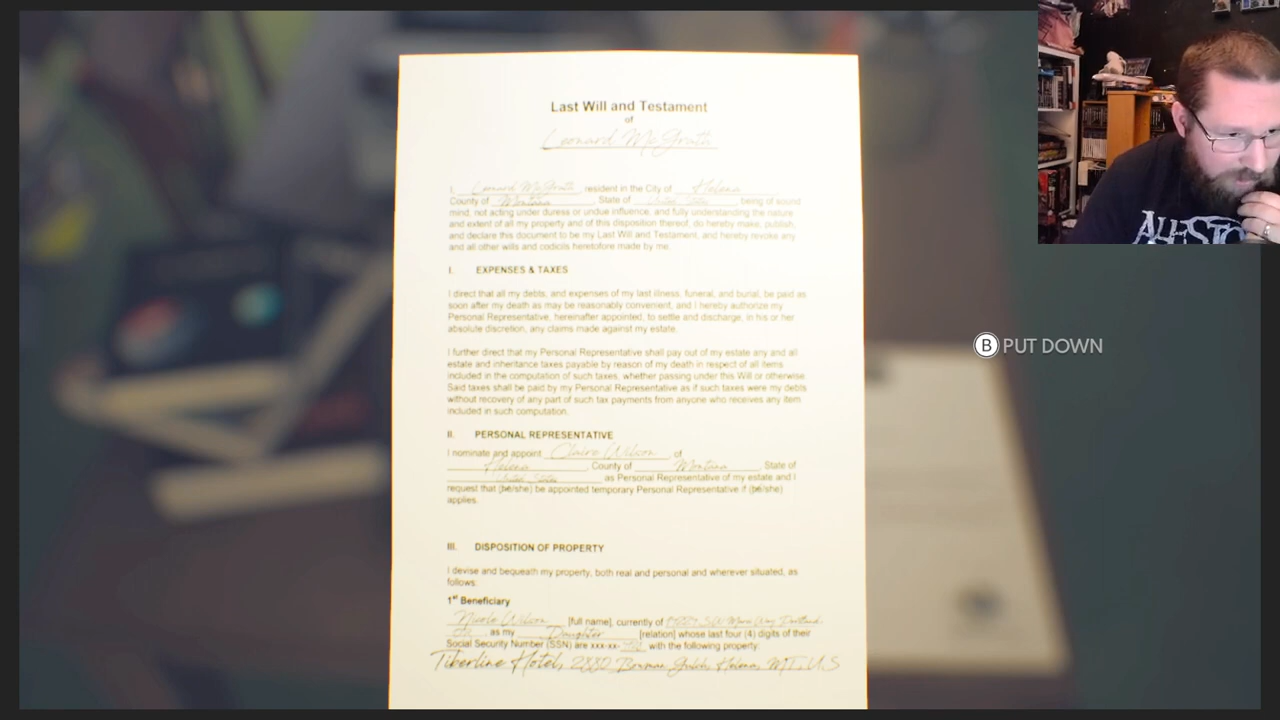 Last Will and Testament
of
Leonard McGrath
I, Leonard McGrath resident in the City of Helena
County of Montana, State of United States, being of sound
mind, not acting under duress or undue influence, and fully understanding the nature
and extent of all my property and of this disposition thereof, do hereby make, publish,
and declare this document to be my Last Will and Testament, and hereby revoke any
and all other wills and codicils heretofore made by me.
I. EXPENSES & TAXES
I direct that all my debts, and expenses of my last illness, funeral, and burial, be paid as
soon after my death as may be reasonably convenient, and I hereby authorize my
Personal Representative, hereinafter appointed, to settle and discharge, in his or her
absolute discretion, any claims made against my estate.
I further direct that my Personal Representative shall pay out of my estate any and all
estate and inheritance taxes payable by reason of my death in respect of all items
included in the computation of such taxes, whether passing under this Will or otherwise.
Said taxes shall be paid by my Personal Representative as if such taxes were my debts
without recovery of any part of such tax payments from anyone who receives any item
included in such computation.
II. PERSONAL REPRESENTATIVE
I nominate and appoint Claire Wilson, of
Helena, County of Montana, State of
United States as Personal Representative of my estate and I
request that (he/she) be appointed temporary Personal Representative if (he/she)
applies.
III. DISPOSITION OF PROPERTY
I devise and bequeath my property, both real and personal and wherever situated, as
follows:
1st Beneficiary
Nicole Wilson [full name], currently of Way Portland
as my Daughter [relation] whose last four (4) digits of their
Social Security Number (SSN) are xxx-xx- with the following property:
Tiberline Hotel, Bowman Gulch, Helena, MT, US
B PUT DOWN